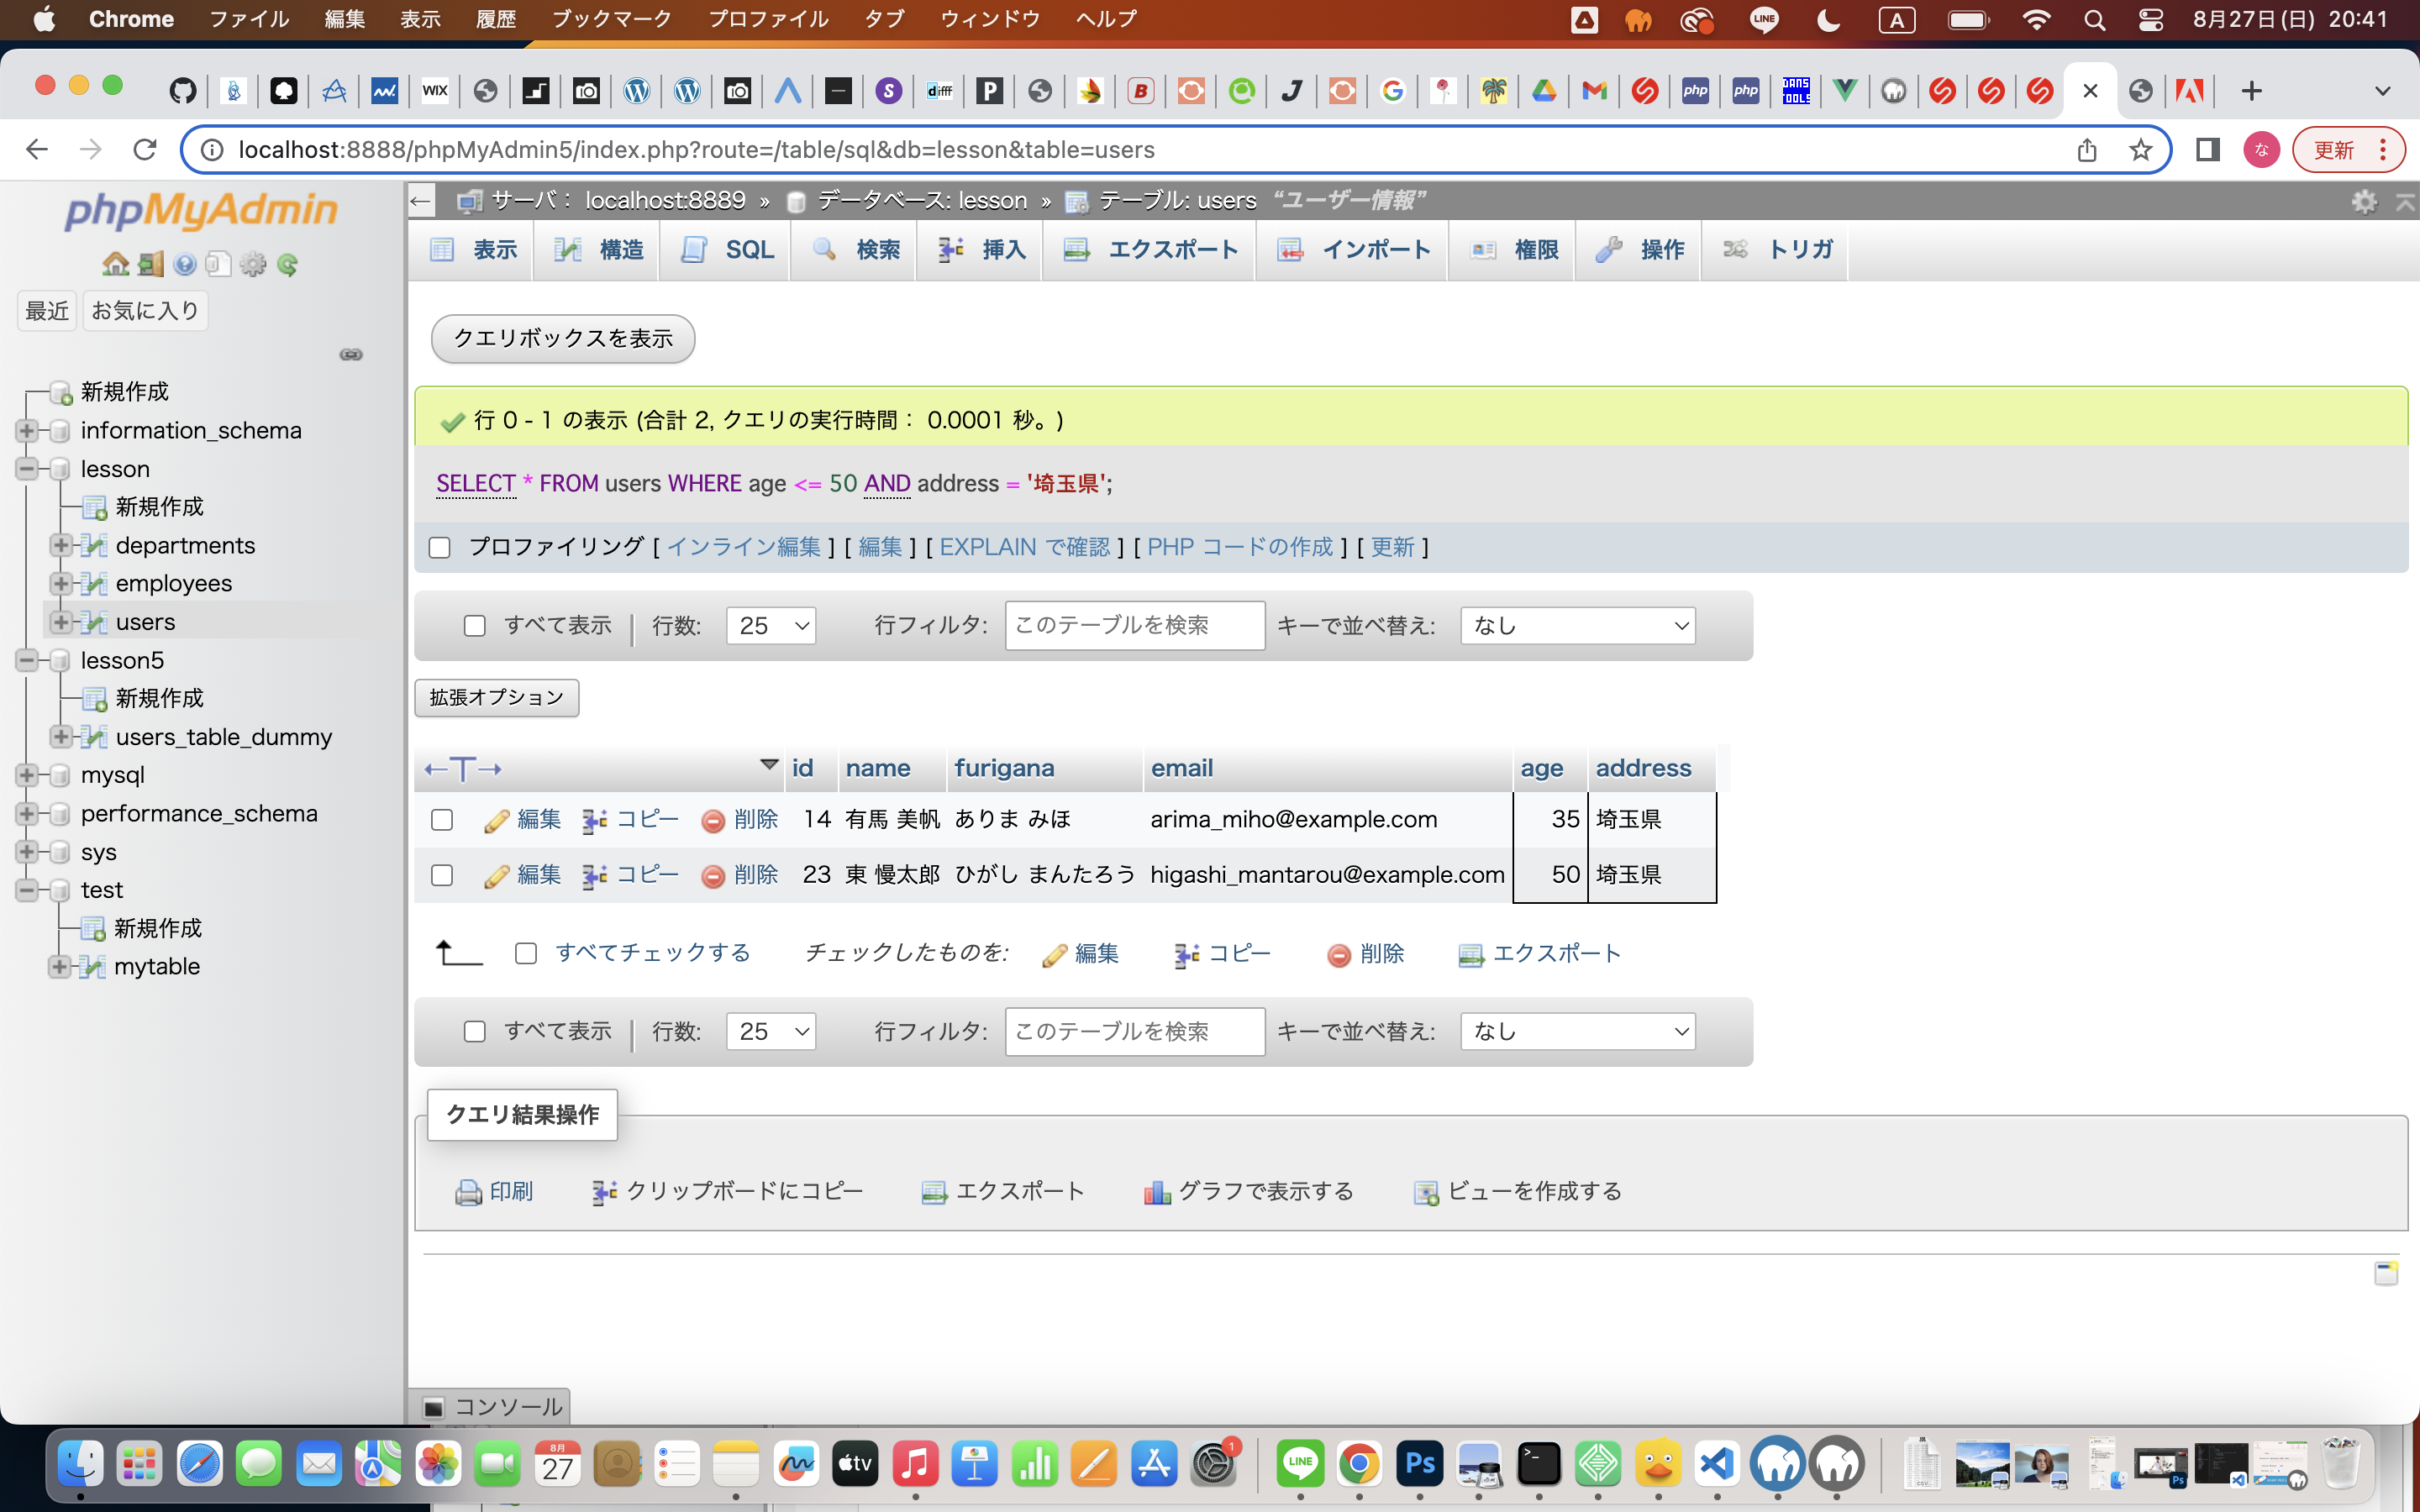 Chrome ファイル 編集 表示 履歴 ブックマーク プロファイル タブ ウィンドウ ヘルプ LINE A 8月27日(日) 20:41
WIX S diff P B J G php php DANS TOOLS
localhost:8888/phpMyAdmin5/index.php?route=/table/sql&db=lesson&table=users な 更新
phpMyAdmin
最近 お気に入り
新規作成
information_schema
lesson
新規作成
departments
employees
users
lesson5
新規作成
users_table_dummy
mysql
performance_schema
sys
test
新規作成
mytable
サーバ: localhost:8889 » データベース: lesson » テーブル: users “ユーザー情報”
表示 構造 SQL 検索 挿入 エクスポート インポート 権限 操作 トリガ
クエリボックスを表示
行 0 - 1 の表示 (合計 2, クエリの実行時間: 0.0001 秒。)
SELECT * FROM users WHERE age <= 50 AND address = '埼玉県';
プロファイリング [ インライン編集 ] [ 編集 ] [ EXPLAIN で確認 ] [ PHP コードの作成 ] [ 更新 ]
すべて表示 | 行数: 25 行フィルタ: このテーブルを検索 キーで並べ替え: なし
拡張オプション
←T→ id name furigana email age address
編集 コピー 削除 14 有馬 美帆 ありま みほ arima_miho@example.com 35 埼玉県
編集 コピー 削除 23 東 慢太郎 ひがし まんたろう higashi_mantarou@example.com 50 埼玉県
すべてチェックする チェックしたものを: 編集 コピー 削除 エクスポート
すべて表示 | 行数: 25 行フィルタ: このテーブルを検索 キーで並べ替え: なし
クエリ結果操作
印刷 クリップボードにコピー エクスポート グラフで表示する ビューを作成する
コンソール
8月 27 tv 1 LINE Ps